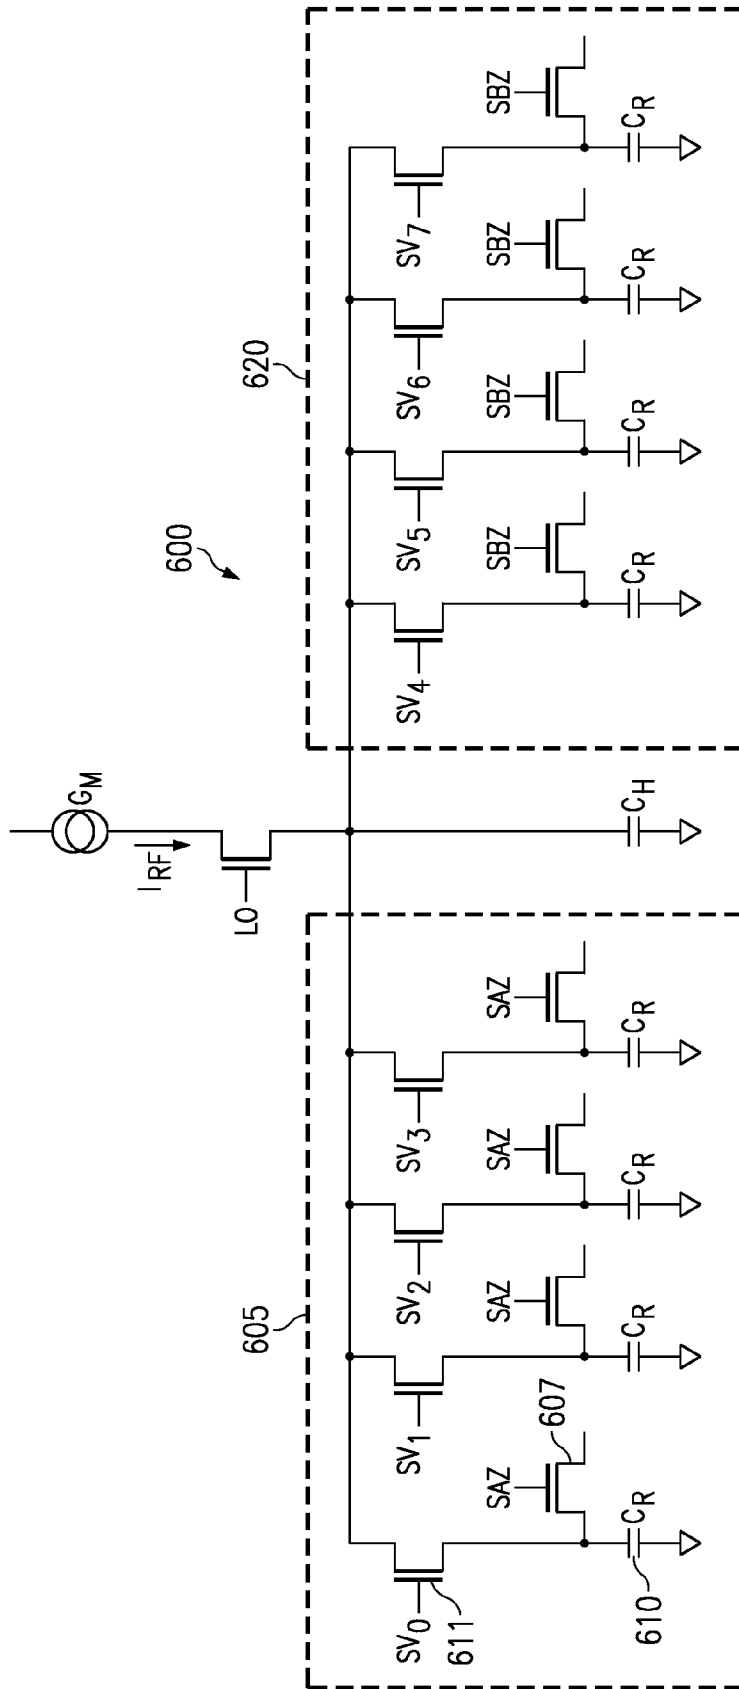 600
G_M
I_RF
LO
605
620
SV_0
SV_1
SV_2
SV_3
SV_4
SV_5
SV_6
SV_7
611
SAZ
SAZ
SAZ
SAZ
SBZ
SBZ
SBZ
SBZ
607
C_R
C_R
C_R
C_R
C_H
C_R
C_R
C_R
C_R
610